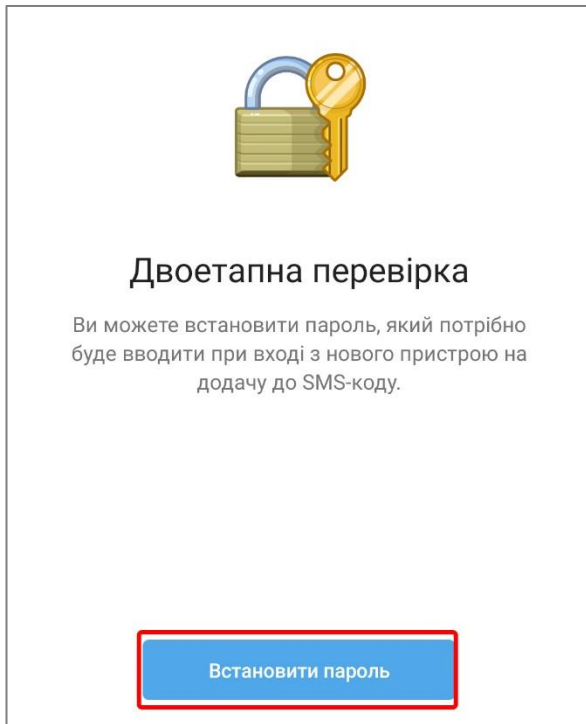 Двоетапна перевірка
Ви можете встановити пароль, який потрібно
буде вводити при вході з нового пристрою на
додачу до SMS-коду.
Встановити пароль